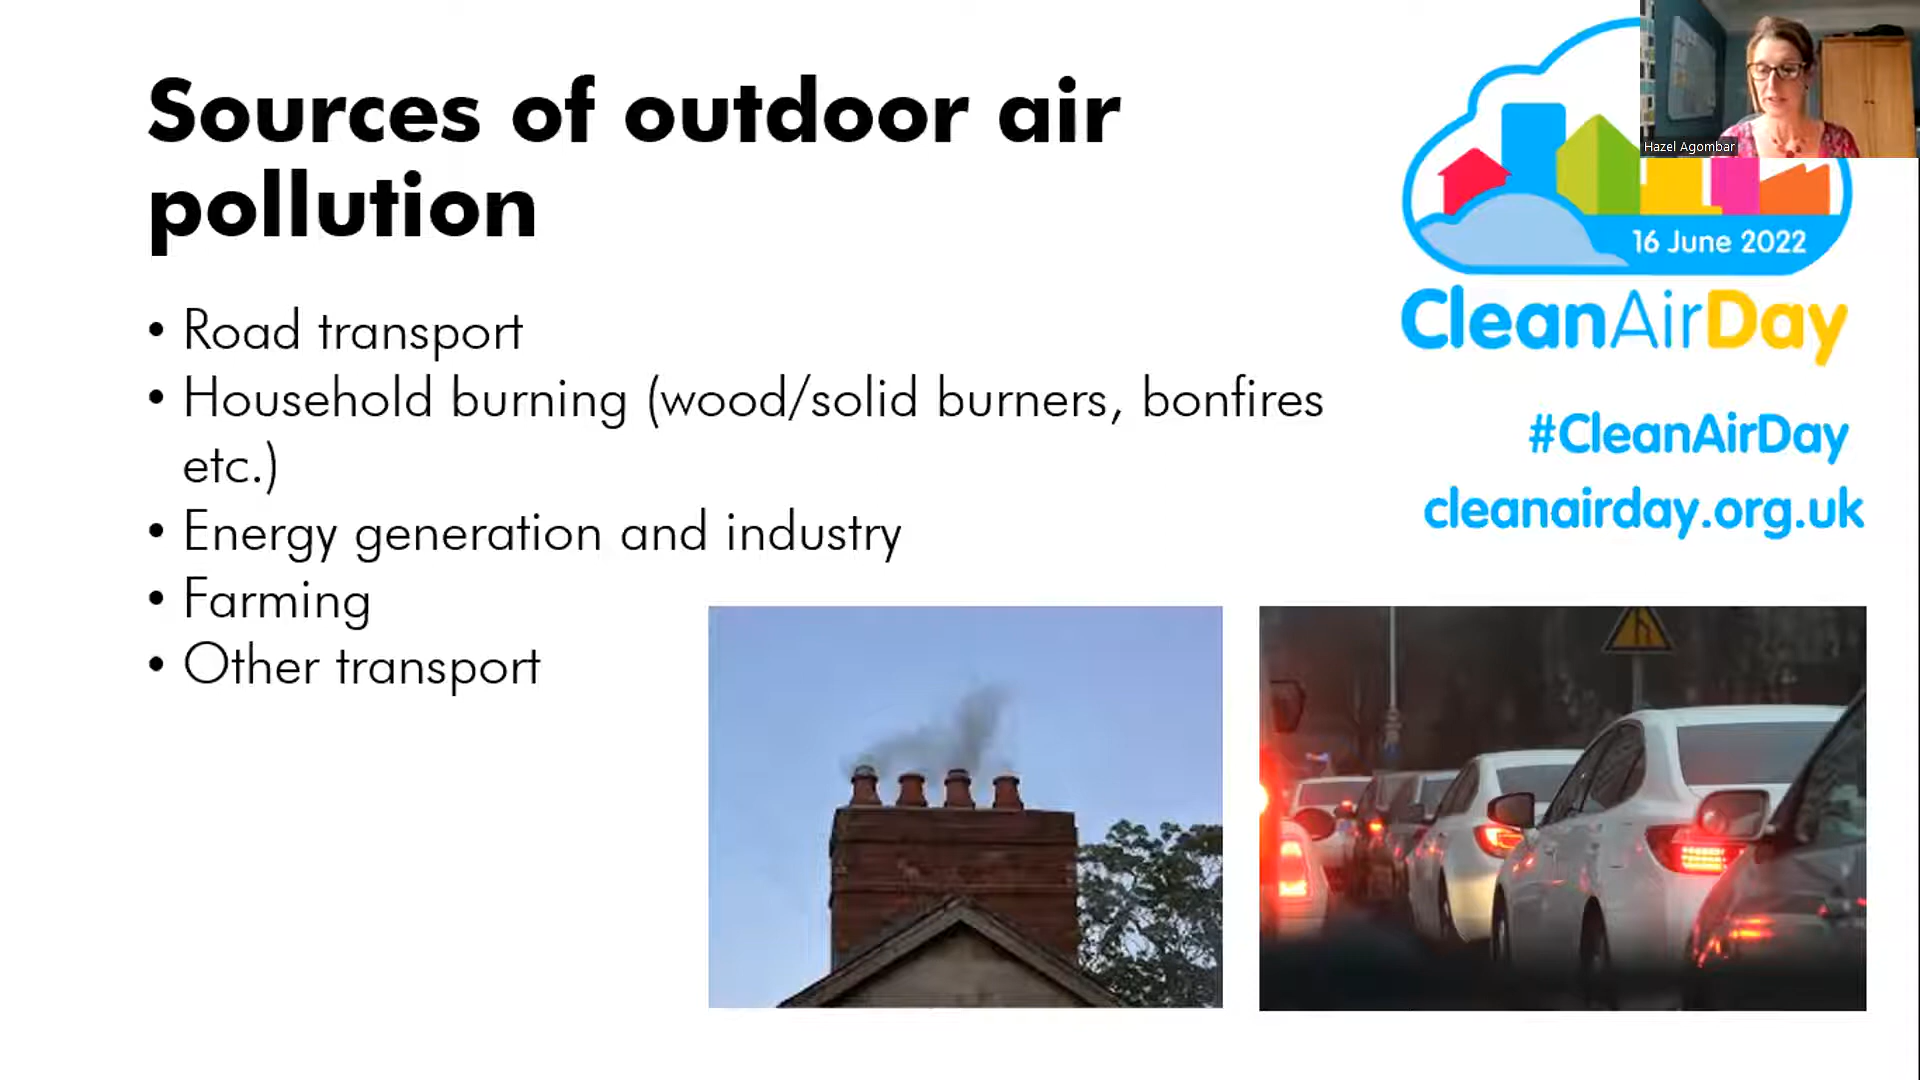 Sources of outdoor air
pollution
• Road transport
• Household burning (wood/solid burners, bonfires
etc.)
• Energy generation and industry
• Farming
• Other transport
Hazel Agombar
16 June 2022
CleanAirDay
#CleanAirDay
cleanairday.org.uk